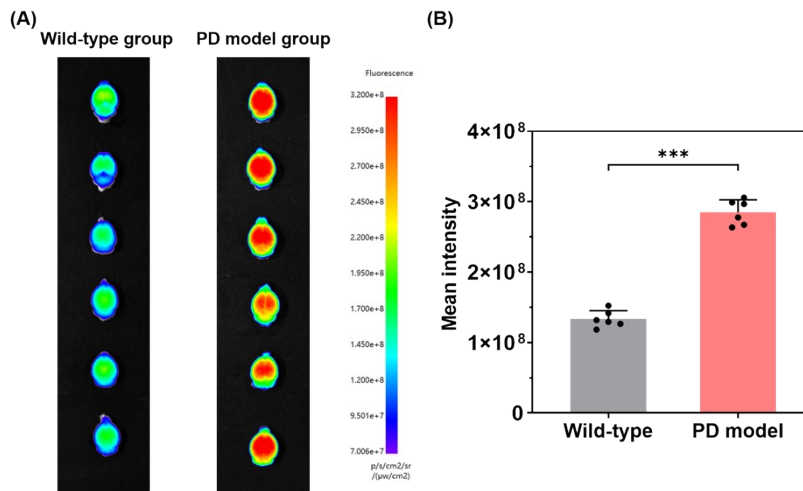 (A)
Wild-type group PD model group
Fluorescence
3.200e+8
2.950e+8
2.699e+8
2.450e+8
2.200e+8
1.950e+8
1.700e+8
1.450e+8
1.200e+8
9.501e+7
7.006e+7
p/s/cm2/sr
/(μw/cm2)
(B)
Mean intensity
4×10⁸
3×10⁸
2×10⁸
1×10⁸
0
***
Wild-type PD model